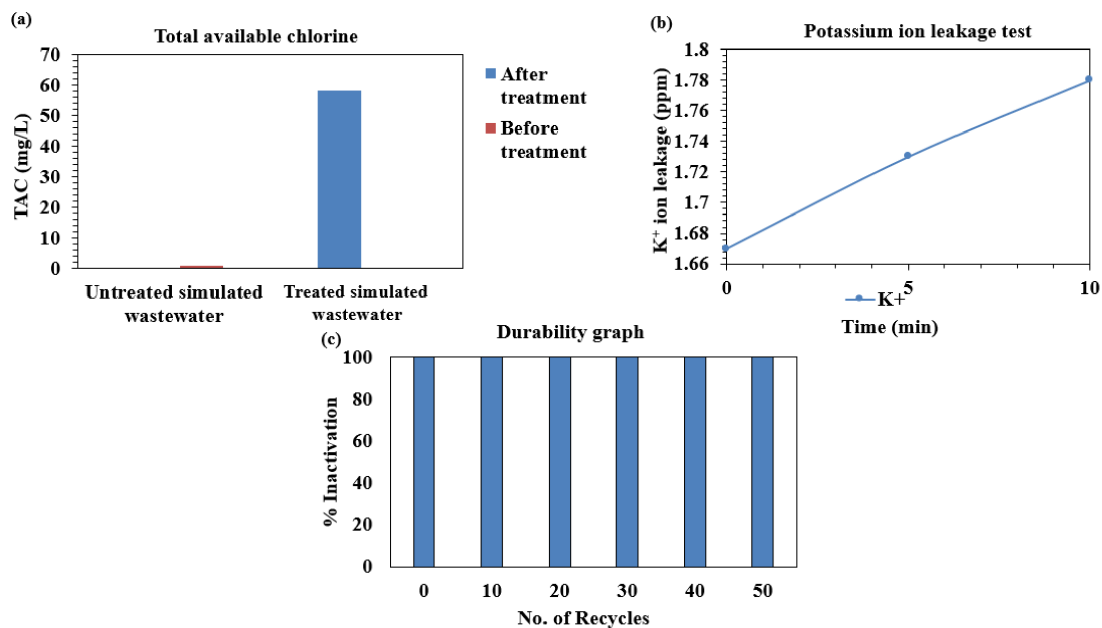 (a)
Total available chlorine
TAC (mg/L)
70
60
50
40
30
20
10
0
Untreated simulated
wastewater
Treated simulated
wastewater
After
treatment
Before
treatment
(b)
Potassium ion leakage test
K⁺ ion leakage (ppm)
1.8
1.78
1.76
1.74
1.72
1.7
1.68
1.66
0
5
10
K+
Time (min)
(c)
Durability graph
% Inactivation
100
80
60
40
20
0
0
10
20
30
40
50
No. of Recycles